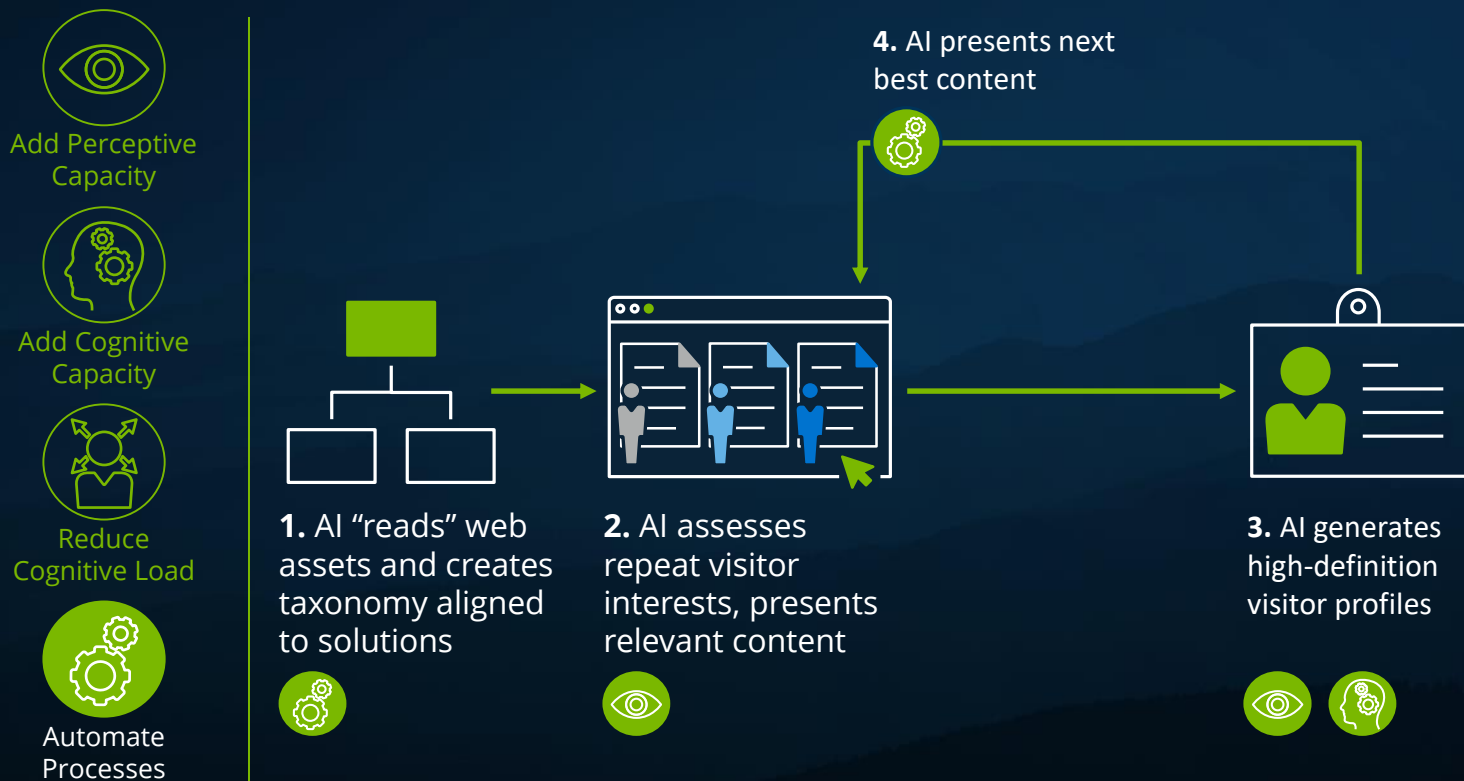 Add Perceptive
Capacity
Add Cognitive
Capacity
Reduce
Cognitive Load
Automate
Processes
1. AI “reads” web
assets and creates
taxonomy aligned
to solutions
2. AI assesses
repeat visitor
interests, presents
relevant content
3. AI generates
high-definition
visitor profiles
4. AI presents next
best content